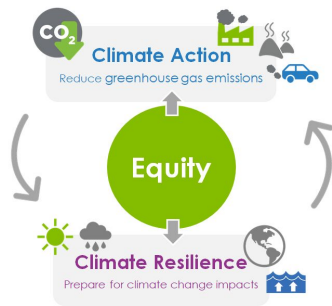 CO₂
Climate Action
Reduce greenhouse gas emissions
Equity
Climate Resilience
Prepare for climate change impacts